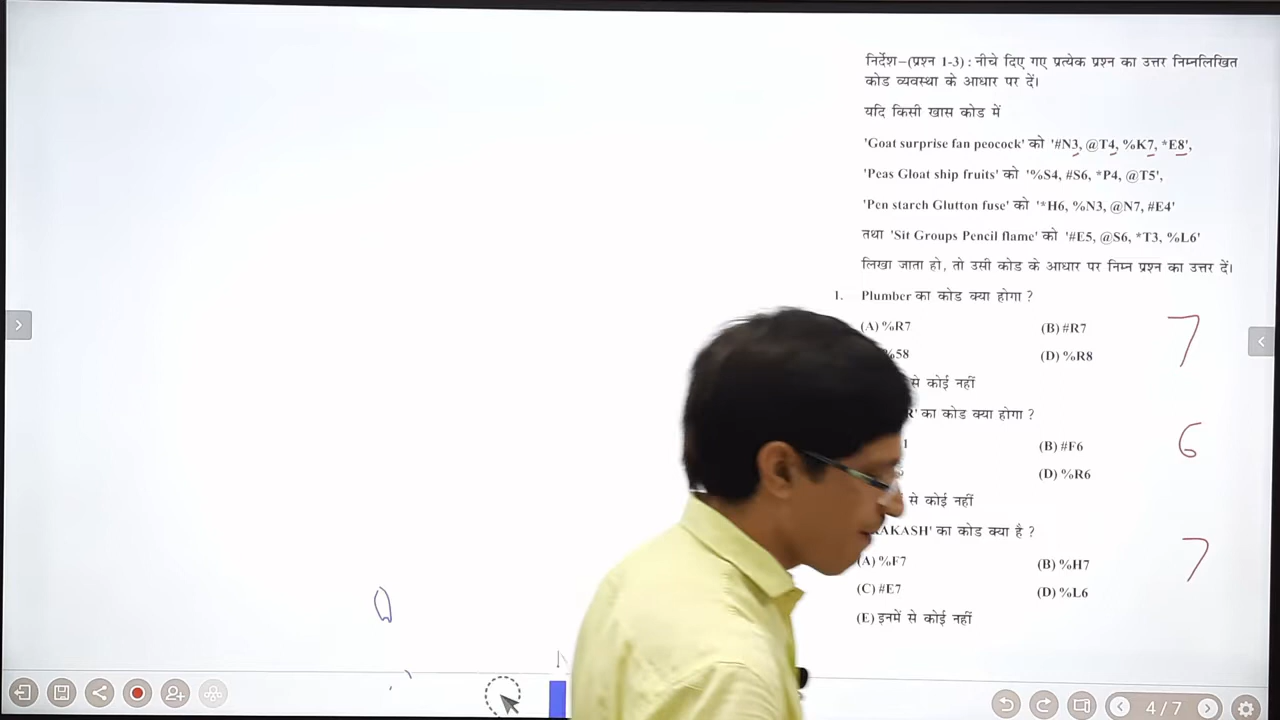 निर्देश–(प्रश्न 1-3) : नीचे दिए गए प्रत्येक प्रश्न का उत्तर निम्नलिखित
कोड व्यवस्था के आधार पर दें।
यदि किसी खास कोड में
'Goat surprise fan peocock' को '#N3, @T4, %K7, *E8',
'Peas Gloat ship fruits' को '%S4, #S6, *P4, @T5',
'Pen starch Glutton fuse' को '*H6, %N3, @N7, #E4'
तथा 'Sit Groups Pencil flame' को '#E5, @S6, *T3, %L6'
लिखा जाता हो, तो उसी कोड के आधार पर निम्न प्रश्न का उत्तर दें।
1. Plumber का कोड क्या होगा ?
(A) %R7 (B) #R7 7
%58 (D) %R8
से कोई नहीं
R' का कोड क्या होगा ?
(B) #F6 6
(D) %R6
से कोई नहीं
AKASH' का कोड क्या है ?
(A) %F7 (B) %H7 7
(C) #E7 (D) %L6
(E) इनमें से कोई नहीं
4/7